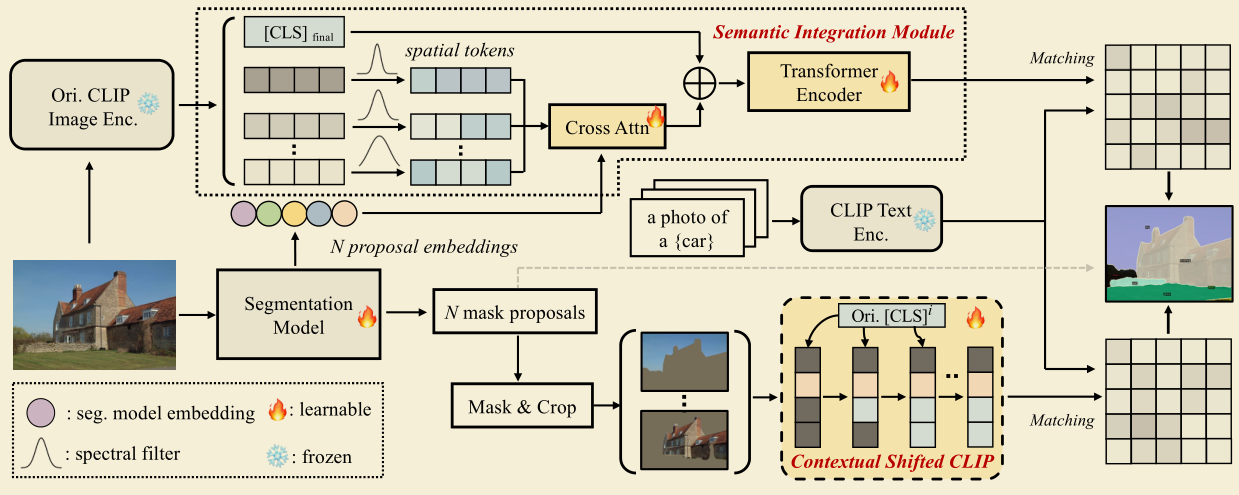 [CLS] final
spatial tokens
Semantic Integration Module
Ori. CLIP
Image Enc.
Cross Attn
Transformer
Encoder
Matching
N proposal embeddings
a photo of
a {car}
CLIP Text
Enc.
Segmentation
Model
N mask proposals
Mask & Crop
Ori. [CLS]i
Contextual Shifted CLIP
Matching
: seg. model embedding
: learnable
: spectral filter
: frozen